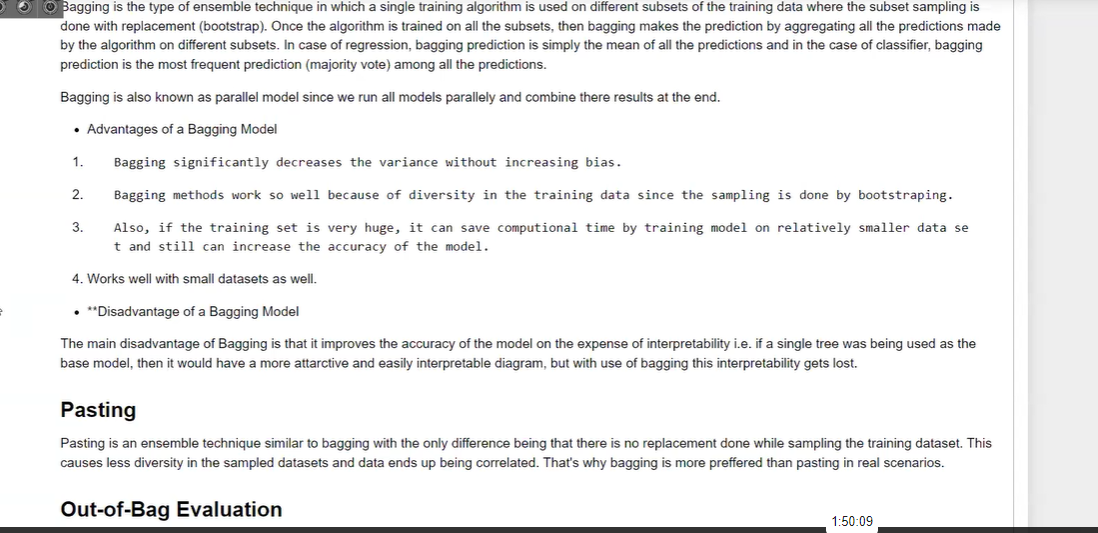 Bagging is the type of ensemble technique in which a single training algorithm is used on different subsets of the training data where the subset sampling is
done with replacement (bootstrap). Once the algorithm is trained on all the subsets, then bagging makes the prediction by aggregating all the predictions made
by the algorithm on different subsets. In case of regression, bagging prediction is simply the mean of all the predictions and in the case of classifier, bagging
prediction is the most frequent prediction (majority vote) among all the predictions.
Bagging is also known as parallel model since we run all models parallely and combine there results at the end.
• Advantages of a Bagging Model
1. Bagging significantly decreases the variance without increasing bias.
2. Bagging methods work so well because of diversity in the training data since the sampling is done by bootstraping.
3. Also, if the training set is very huge, it can save computional time by training model on relatively smaller data se
t and still can increase the accuracy of the model.
4. Works well with small datasets as well.
• **Disadvantage of a Bagging Model
The main disadvantage of Bagging is that it improves the accuracy of the model on the expense of interpretability i.e. if a single tree was being used as the
base model, then it would have a more attarctive and easily interpretable diagram, but with use of bagging this interpretability gets lost.
Pasting
Pasting is an ensemble technique similar to bagging with the only difference being that there is no replacement done while sampling the training dataset. This
causes less diversity in the sampled datasets and data ends up being correlated. That's why bagging is more preffered than pasting in real scenarios.
Out-of-Bag Evaluation
1:50:09